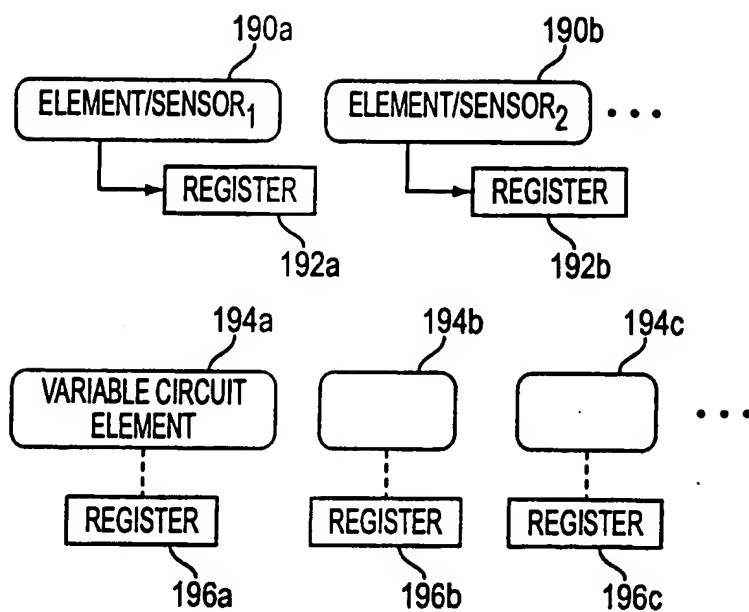 190a 190b
ELEMENT/SENSOR1 ELEMENT/SENSOR2 • • •
REGISTER REGISTER
192a 192b
194a 194b 194c
VARIABLE CIRCUIT
ELEMENT
• • •
REGISTER REGISTER REGISTER
196a 196b 196c